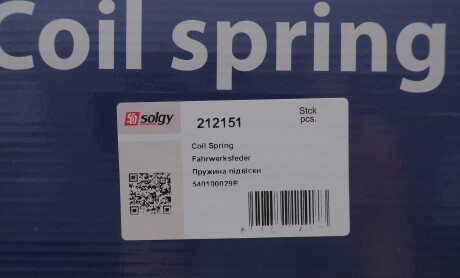 Coil spring
solgy
212151
Stck
pcs.
Coil Spring
Fahrwerksfeder
Пружина підвіски
540100029R